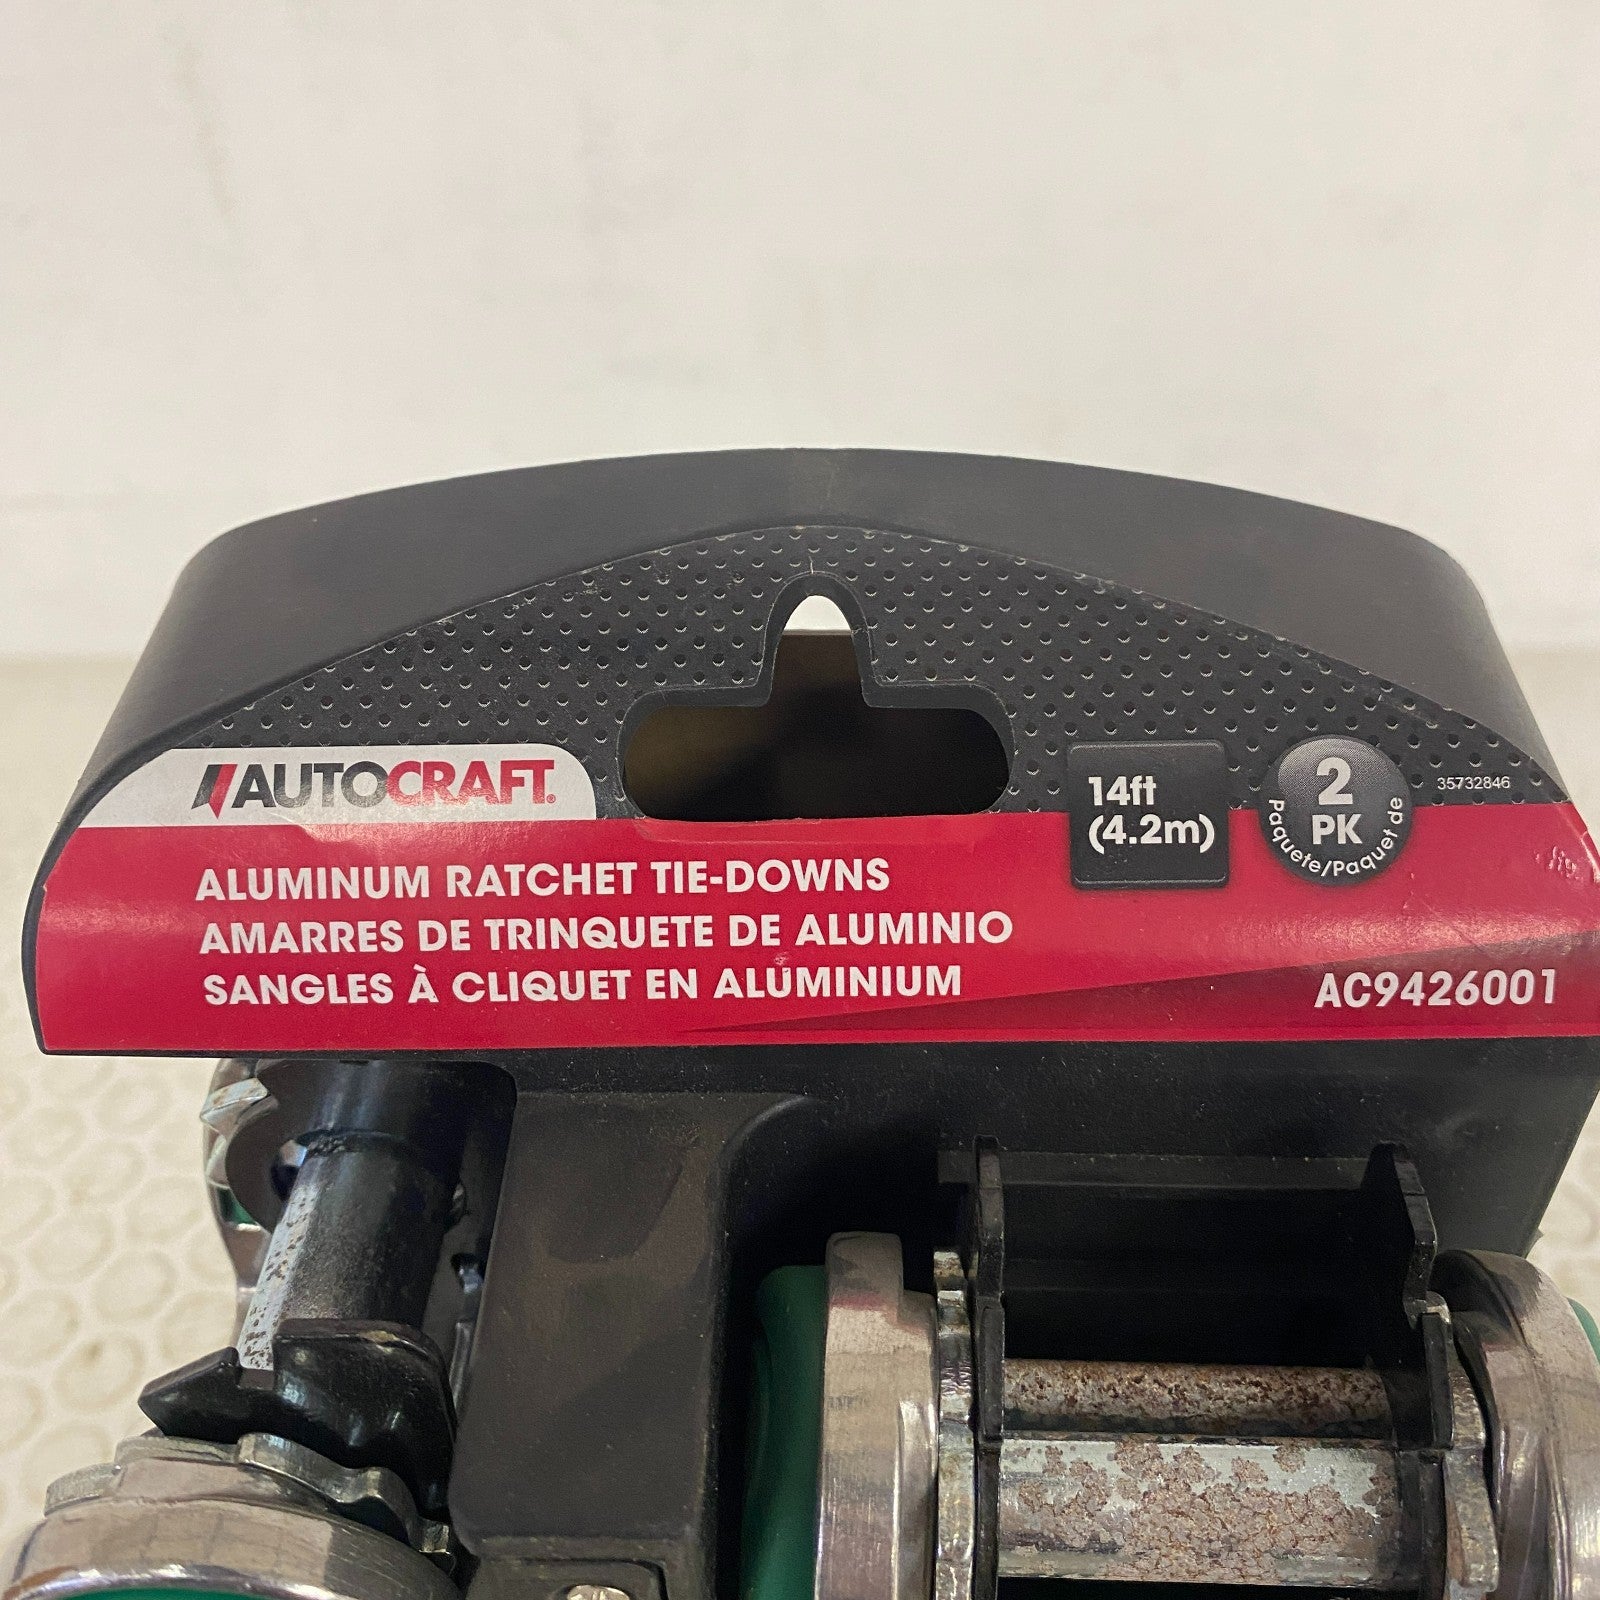 AUTOCRAFT
14ft
(4.2m)
2
PK
Paquete/Paquet de
35732846
ALUMINUM RATCHET TIE-DOWNS
AMARRES DE TRINQUETE DE ALUMINIO
SANGLES À CLIQUET EN ALUMINIUM
AC9426001